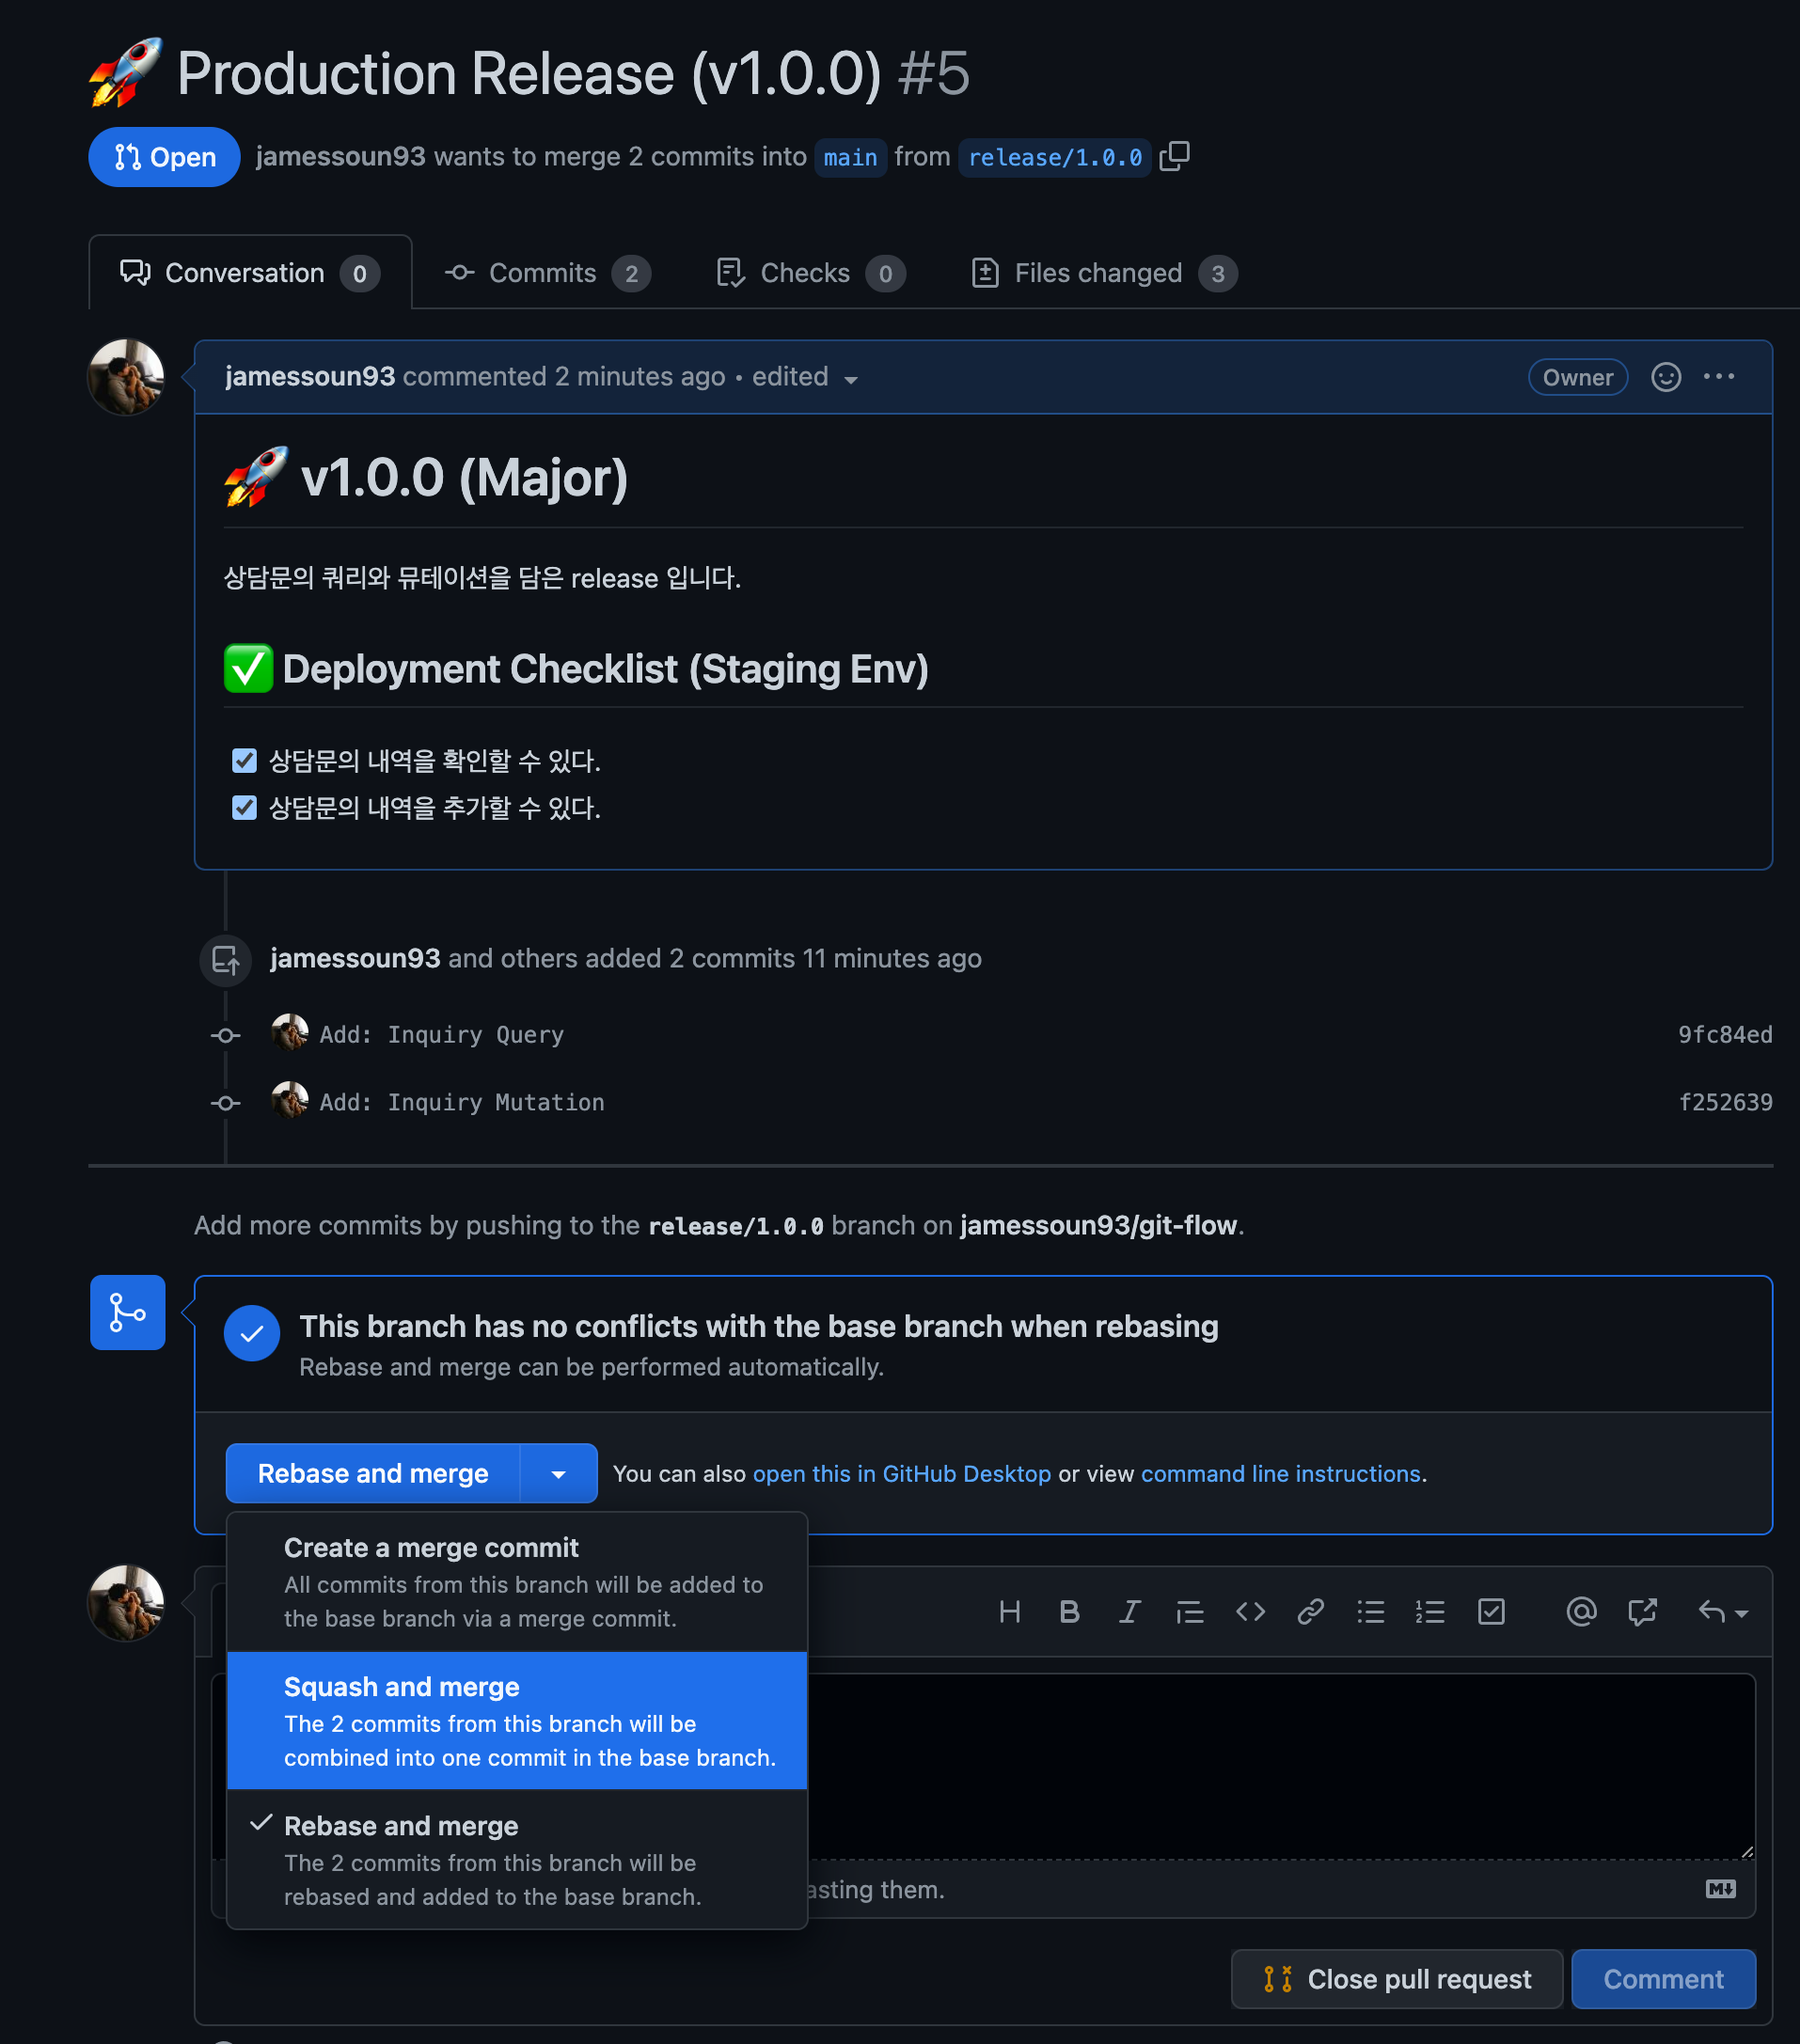 🚀 Production Release (v1.0.0) #5
Open jamessoun93 wants to merge 2 commits into main from release/1.0.0
Conversation 0 Commits 2 Checks 0 Files changed 3
jamessoun93 commented 2 minutes ago • edited Owner
🚀 v1.0.0 (Major)
상담문의 쿼리와 뮤테이션을 담은 release 입니다.
✅ Deployment Checklist (Staging Env)
상담문의 내역을 확인할 수 있다.
상담문의 내역을 추가할 수 있다.
jamessoun93 and others added 2 commits 11 minutes ago
Add: Inquiry Query 9fc84ed
Add: Inquiry Mutation f252639
Add more commits by pushing to the release/1.0.0 branch on jamessoun93/git-flow.
This branch has no conflicts with the base branch when rebasing
Rebase and merge can be performed automatically.
Rebase and merge You can also open this in GitHub Desktop or view command line instructions.
Create a merge commit
All commits from this branch will be added to
the base branch via a merge commit.
Squash and merge
The 2 commits from this branch will be
combined into one commit in the base branch.
Rebase and merge
The 2 commits from this branch will be
rebased and added to the base branch.
asting them.
Close pull request Comment